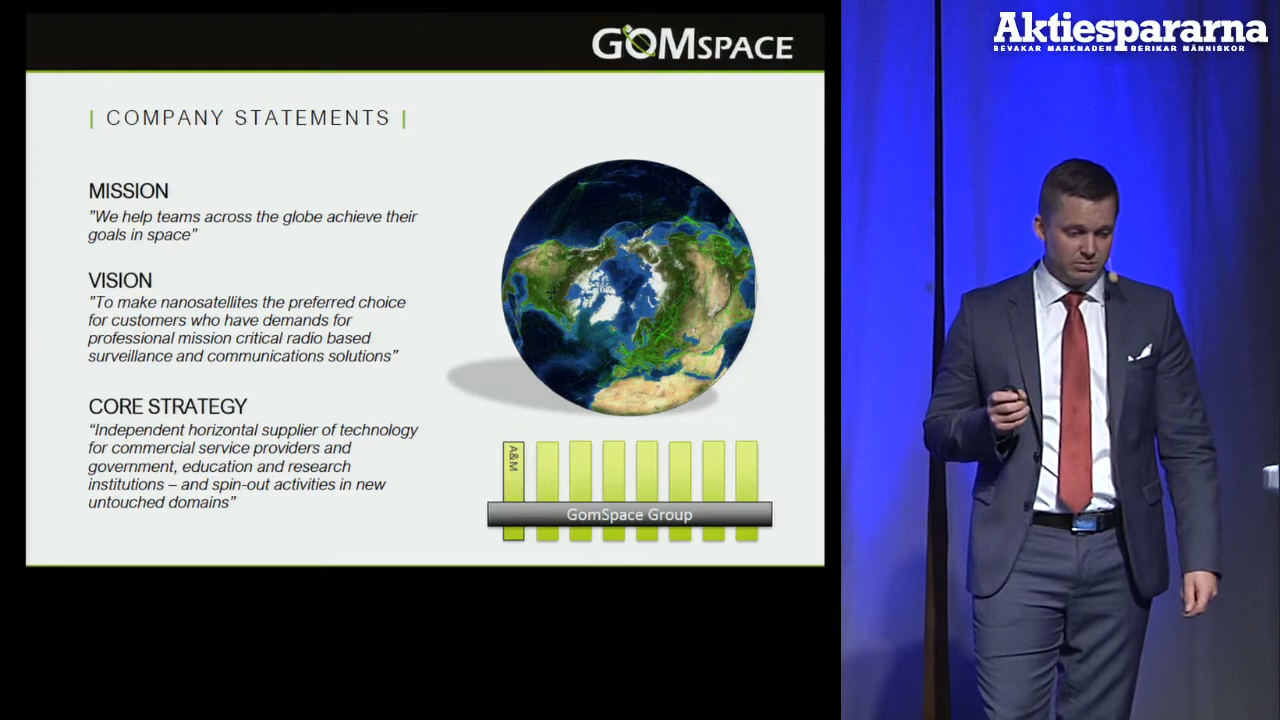 GOMSPACE
| COMPANY STATEMENTS |
MISSION
”We help teams across the globe achieve their
goals in space”
VISION
”To make nanosatellites the preferred choice
for customers who have demands for
professional mission critical radio based
surveillance and communications solutions”
CORE STRATEGY
“Independent horizontal supplier of technology
for commercial service providers and
government, education and research
institutions – and spin-out activities in new
untouched domains”
A&M
GomSpace Group
Aktiespararna
BEVAKAR MARKNADEN BERIKAR MÄNNISKOR